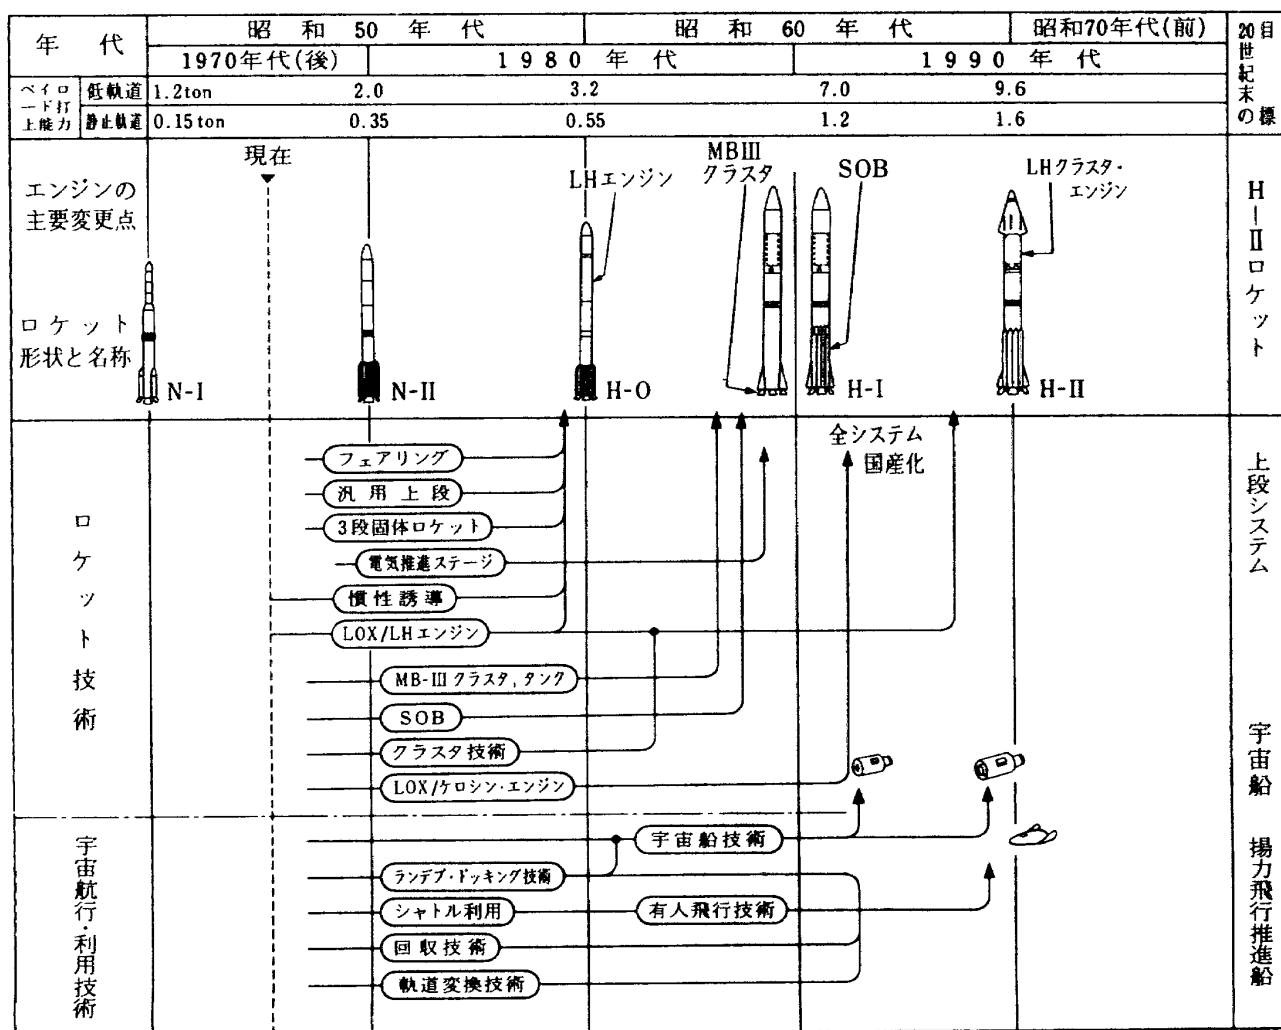 年代
昭和50年代
昭和60年代
昭和70年代(前)
20世紀末の目標
1970年代(後)
1980年代
1990年代
ペイロード打上能力
低軌道
1.2ton
2.0
3.2
7.0
9.6
静止軌道
0.15ton
0.35
0.55
1.2
1.6
エンジンの
主要変更点
現在
LHエンジン
MBIII
クラスタ
SOB
LHクラスタ・
エンジン
H-IIロケット
ロケット
形状と名称
N-I
N-II
H-O
H-I
H-II
全システム
国産化
ロケット技術
フェアリング
汎用上段
3段固体ロケット
電気推進ステージ
慣性誘導
LOX/LHエンジン
MB-IIIクラスタ,タンク
SOB
クラスタ技術
LOX/ケロシン・エンジン
上段システム
宇宙船
宇宙航行・利用技術
宇宙船技術
ランデブ・ドッキング技術
シャトル利用
有人飛行技術
回収技術
軌道変換技術
揚力飛行推進船